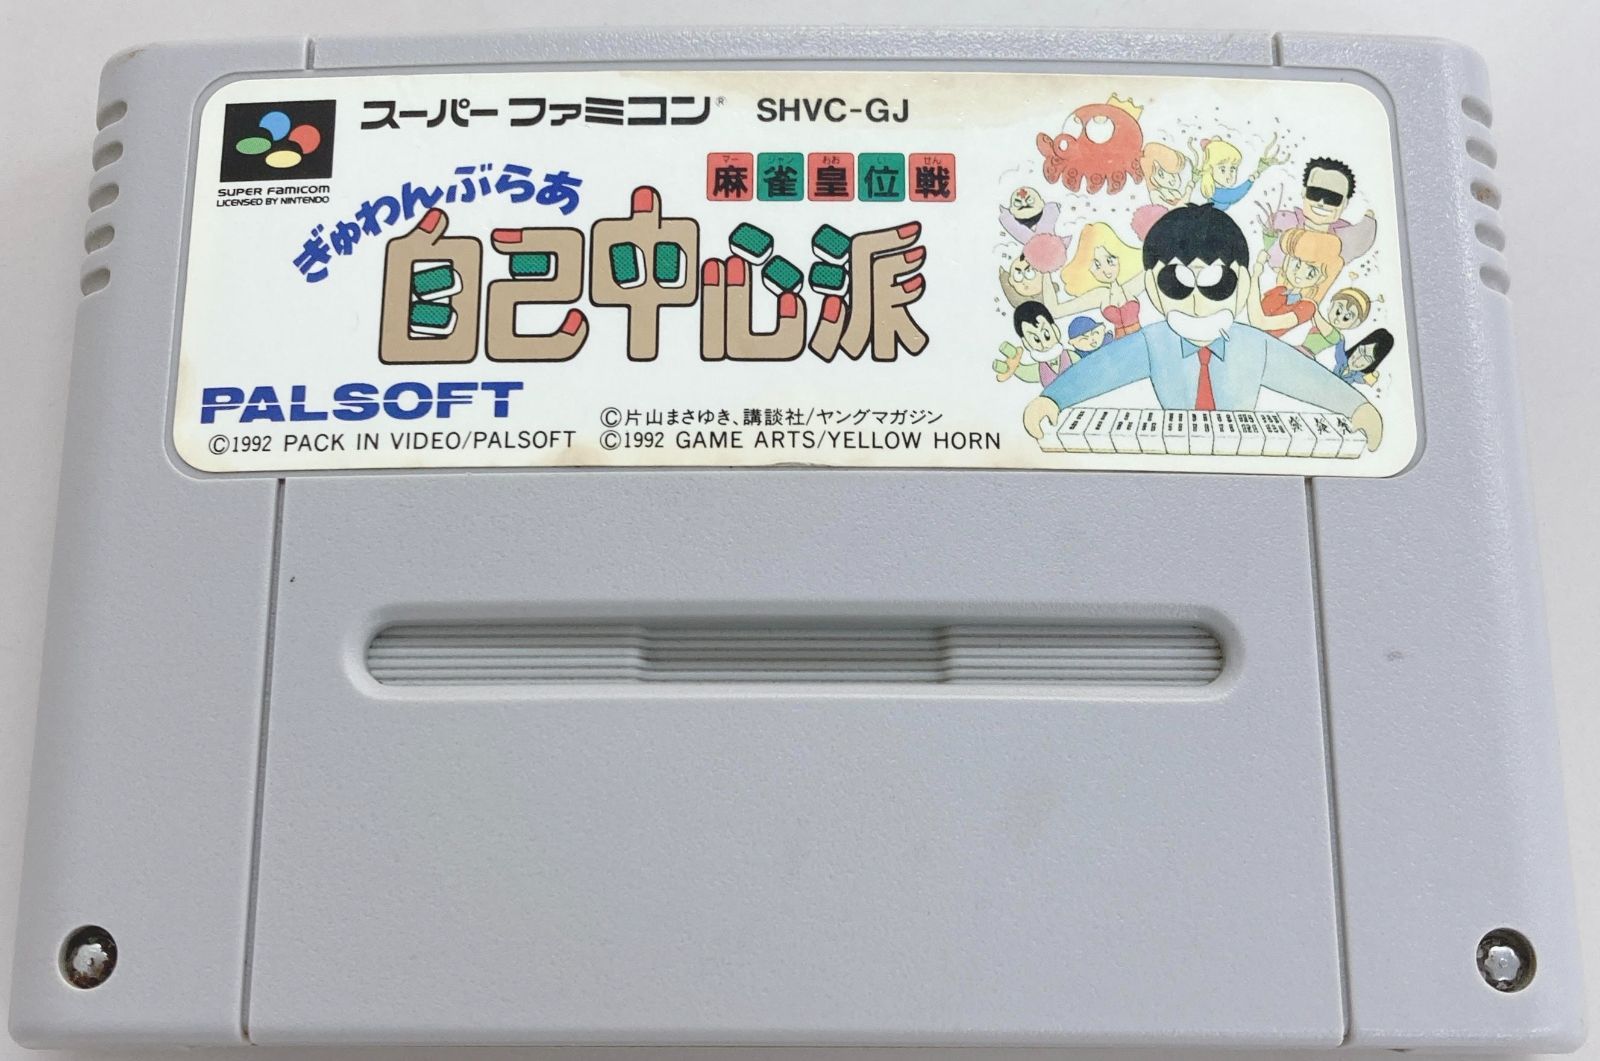 スーパーファミコン® SHVC-GJ
SUPER FAMICOM
LICENSED BY NINTENDO
マージャンおおいせん
麻雀皇位戦
ぎゅわんぶらあ
自己中心派
PALSOFT
©片山まさゆき、講談社/ヤングマガジン
©1992 PACK IN VIDEO/PALSOFT ©1992 GAME ARTS/YELLOW HORN